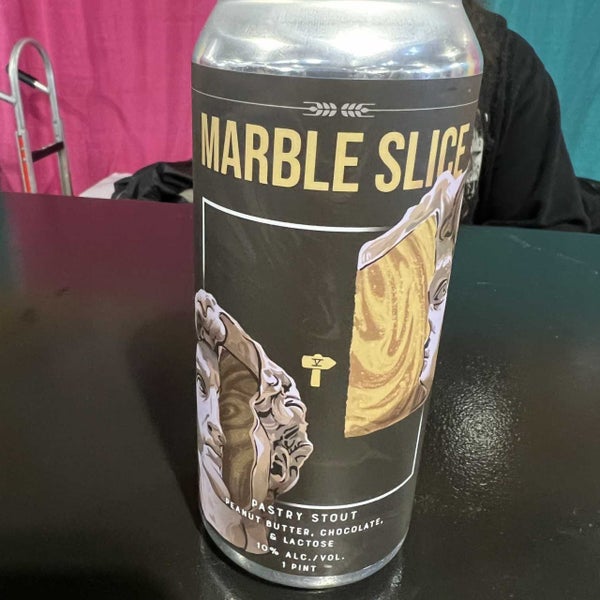 MARBLE SLICE
V
PASTRY STOUT
PEANUT BUTTER, CHOCOLATE,
& LACTOSE
10% ALC./VOL.
1 PINT